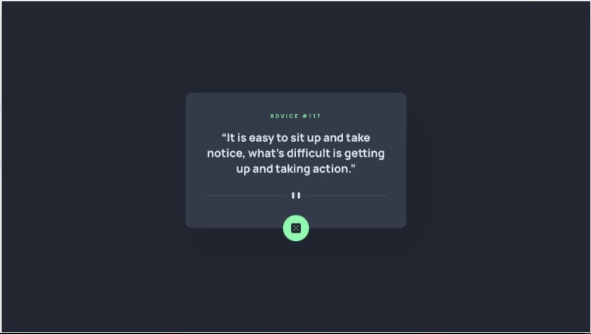 ADVICE #117
“It is easy to sit up and take
notice, what's difficult is getting
up and taking action.”